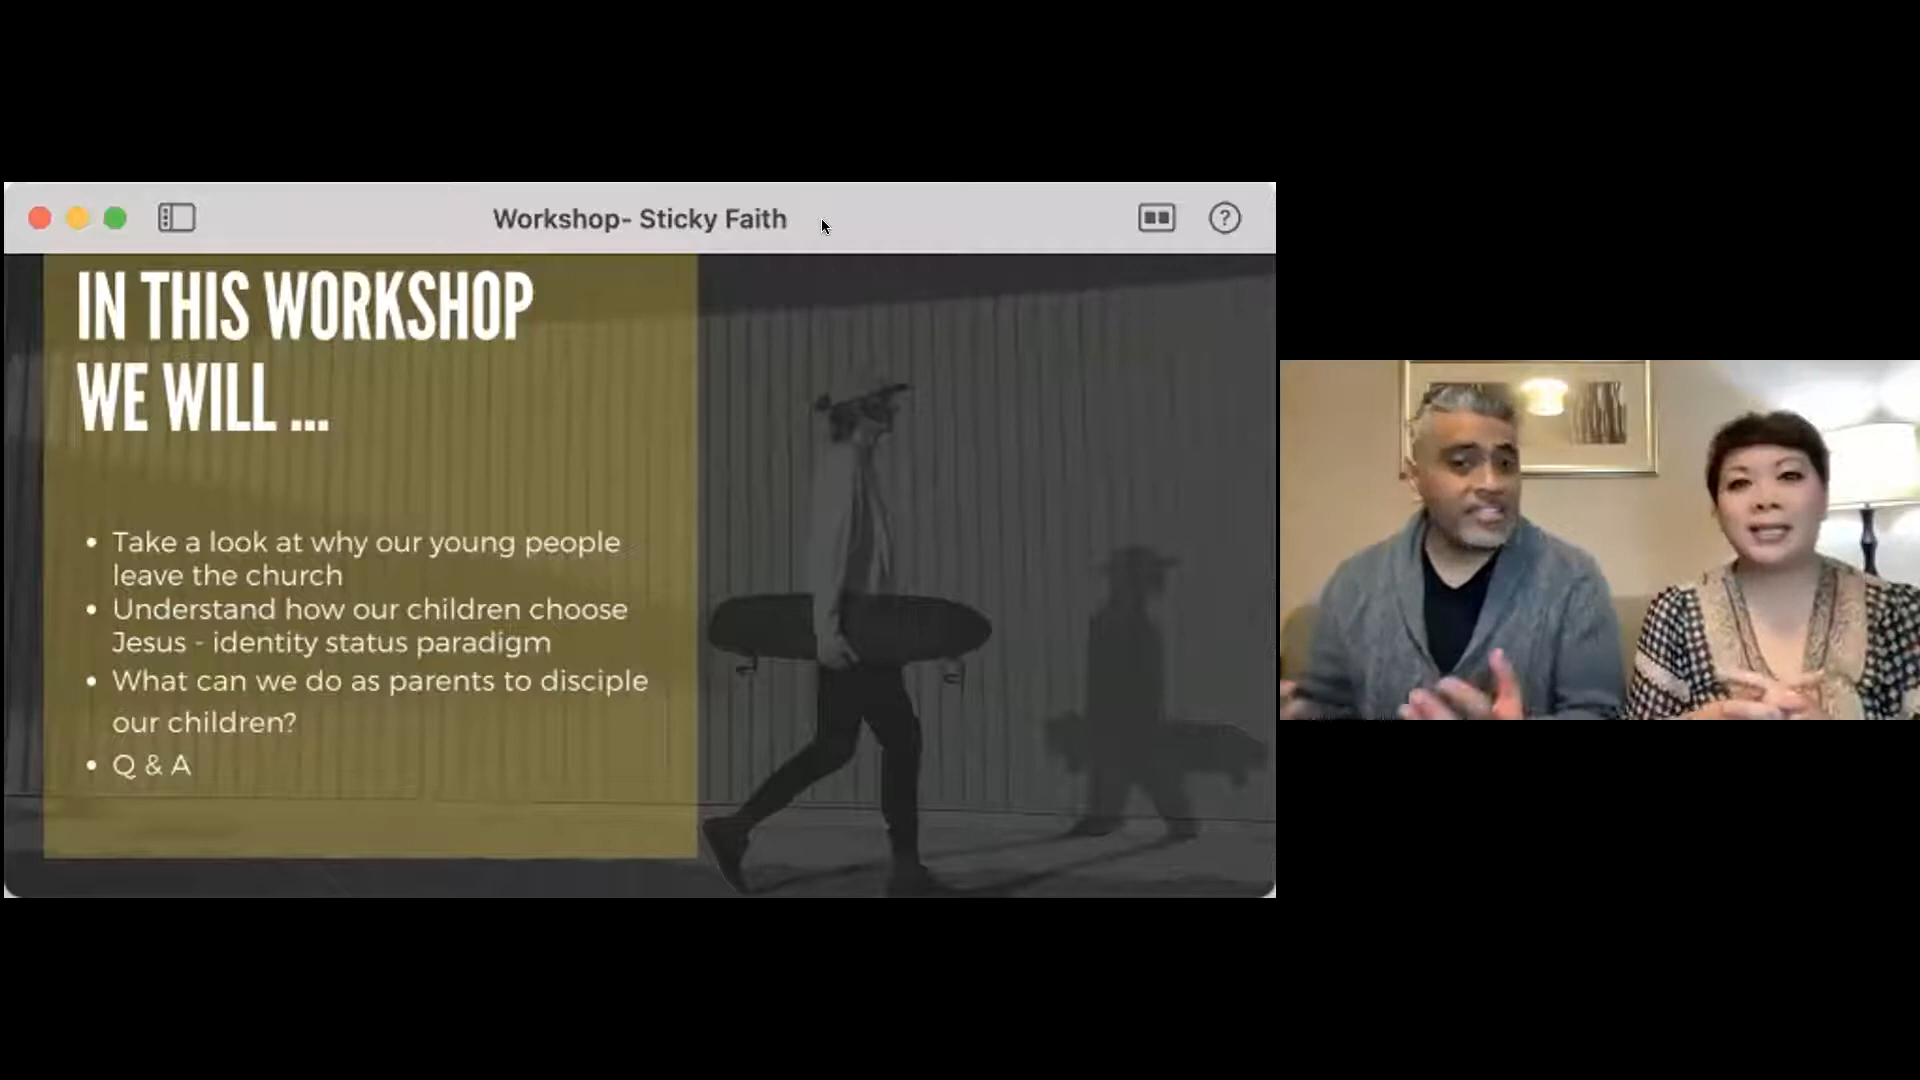 Workshop- Sticky Faith
IN THIS WORKSHOP
WE WILL ...
• Take a look at why our young people
leave the church
• Understand how our children choose
Jesus - identity status paradigm
• What can we do as parents to disciple
our children?
• Q & A